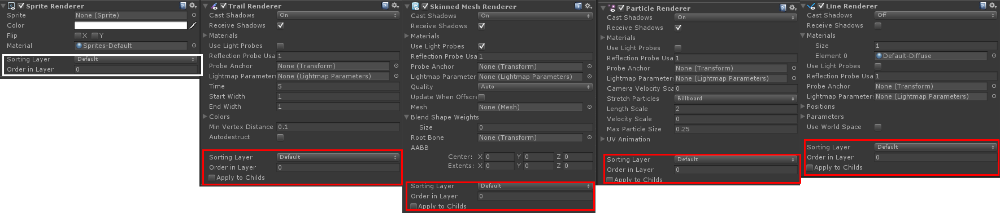 Sprite Renderer
Sprite None (Sprite)
Color
Flip X Y
Material Sprites-Default
Sorting Layer Default
Order in Layer 0
Trail Renderer
Cast Shadows On
Receive Shadows
Materials
Use Light Probes
Reflection Probe Usa 1
Probe Anchor None (Transform)
Lightmap Parameters None (Lightmap Parameters)
Time 5
Start Width 1
End Width 1
Colors
Min Vertex Distance 0.1
Autodestruct
Sorting Layer Default
Order in Layer 0
Apply to Childs
Skinned Mesh Renderer
Cast Shadows On
Receive Shadows
Materials
Use Light Probes
Reflection Probe Usa 1
Probe Anchor None (Transform)
Lightmap Parameter None (Lightmap Parameters)
Quality Auto
Update When Offscre
Mesh None (Mesh)
Blend Shape Weights
Size 0
Root Bone None (Transform)
AABB
Center: X 0 Y 0 Z 0
Extents: X 0 Y 0 Z 0
Sorting Layer Default
Order in Layer 0
Apply to Childs
Particle Renderer
Cast Shadows On
Receive Shadows
Materials
Use Light Probes
Reflection Probe Usa 1
Probe Anchor None (Transform)
Lightmap Parameters None (Lightmap Parameters)
Camera Velocity Sca 0
Stretch Particles Billboard
Length Scale 2
Velocity Scale 0
Max Particle Size 0.25
UV Animation
Sorting Layer Default
Order in Layer 0
Apply to Childs
Line Renderer
Cast Shadows Off
Receive Shadows
Materials
Size 1
Element 0 Default-Diffuse
Use Light Probes
Reflection Probe Usa 1
Probe Anchor None (Transform)
Lightmap Parameters None (Lightmap Parameters)
Positions
Parameters
Use World Space
Sorting Layer Default
Order in Layer 0
Apply to Childs